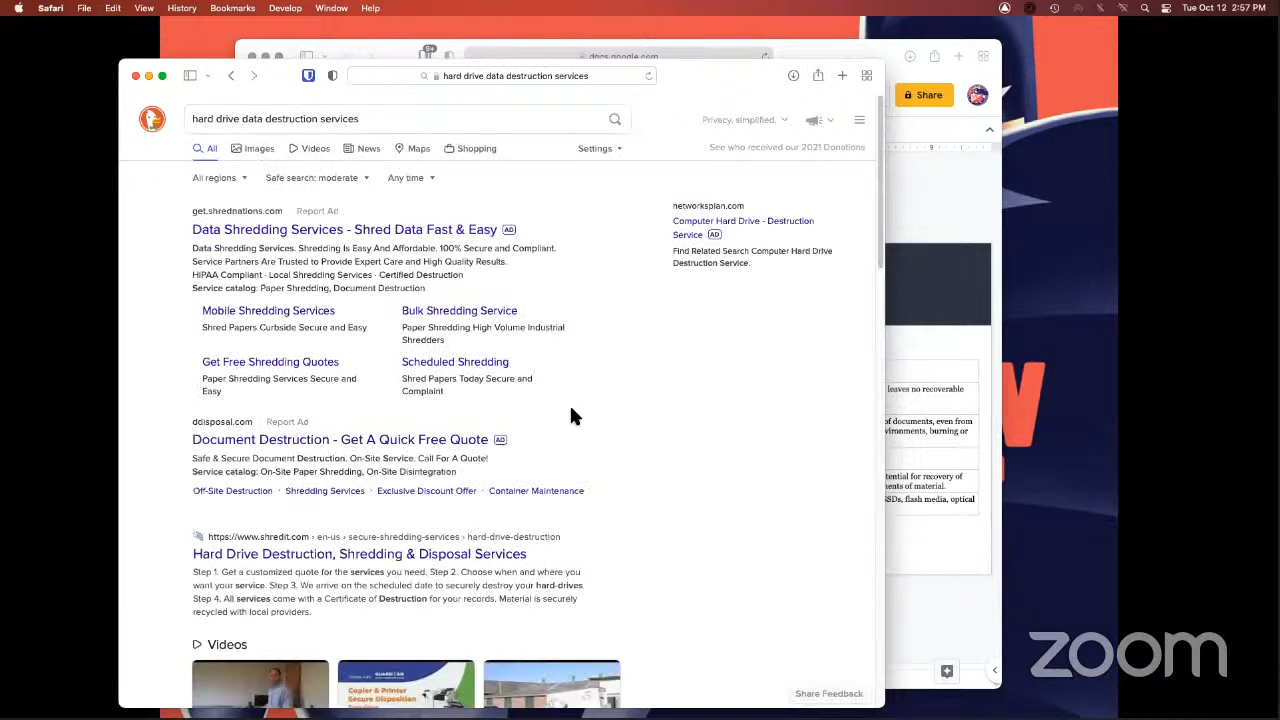 Safari File Edit View History Bookmarks Develop Window Help
Tue Oct 12 2:57 PM
9+
docs.google.com
hard drive data destruction services
Share
hard drive data destruction services
Privacy, simplified.
All Images Videos News Maps Shopping Settings
See who received our 2021 Donations
9
All regions Safe search: moderate Any time
get.shrednations.com Report Ad
Data Shredding Services - Shred Data Fast & Easy AD
Data Shredding Services. Shredding Is Easy And Affordable. 100% Secure and Compliant.
Service Partners Are Trusted to Provide Expert Care and High Quality Results.
HIPAA Compliant · Local Shredding Services · Certified Destruction
Service catalog: Paper Shredding, Document Destruction
Mobile Shredding Services
Shred Papers Curbside Secure and Easy
Bulk Shredding Service
Paper Shredding High Volume Industrial
Shredders
Get Free Shredding Quotes
Paper Shredding Services Secure and
Easy
Scheduled Shredding
Shred Papers Today Secure and
Complaint
networksplan.com
Computer Hard Drive - Destruction
Service AD
Find Related Search Computer Hard Drive
Destruction Service.
ddisposal.com Report Ad
Document Destruction - Get A Quick Free Quote AD
Safe & Secure Document Destruction. On-Site Service. Call For A Quote!
Service catalog: On-Site Paper Shredding, On-Site Disintegration
Off-Site Destruction · Shredding Services · Exclusive Discount Offer · Container Maintenance
https://www.shredit.com › en-us › secure-shredding-services › hard-drive-destruction
Hard Drive Destruction, Shredding & Disposal Services
Step 1. Get a customized quote for the services you need. Step 2. Choose when and where you
want your service. Step 3. We arrive on the scheduled date to securely destroy your hard-drives.
Step 4. All services come with a Certificate of Destruction for your records. Material is securely
recycled with local providers.
Videos
GUARDIAN
Copier & Printer
Secure Disposition
Services
Share Feedback
leaves no recoverable
of documents, even from
vironments, burning or
tential for recovery of
nents of material.
SSDs, flash media, optical
W
zoom